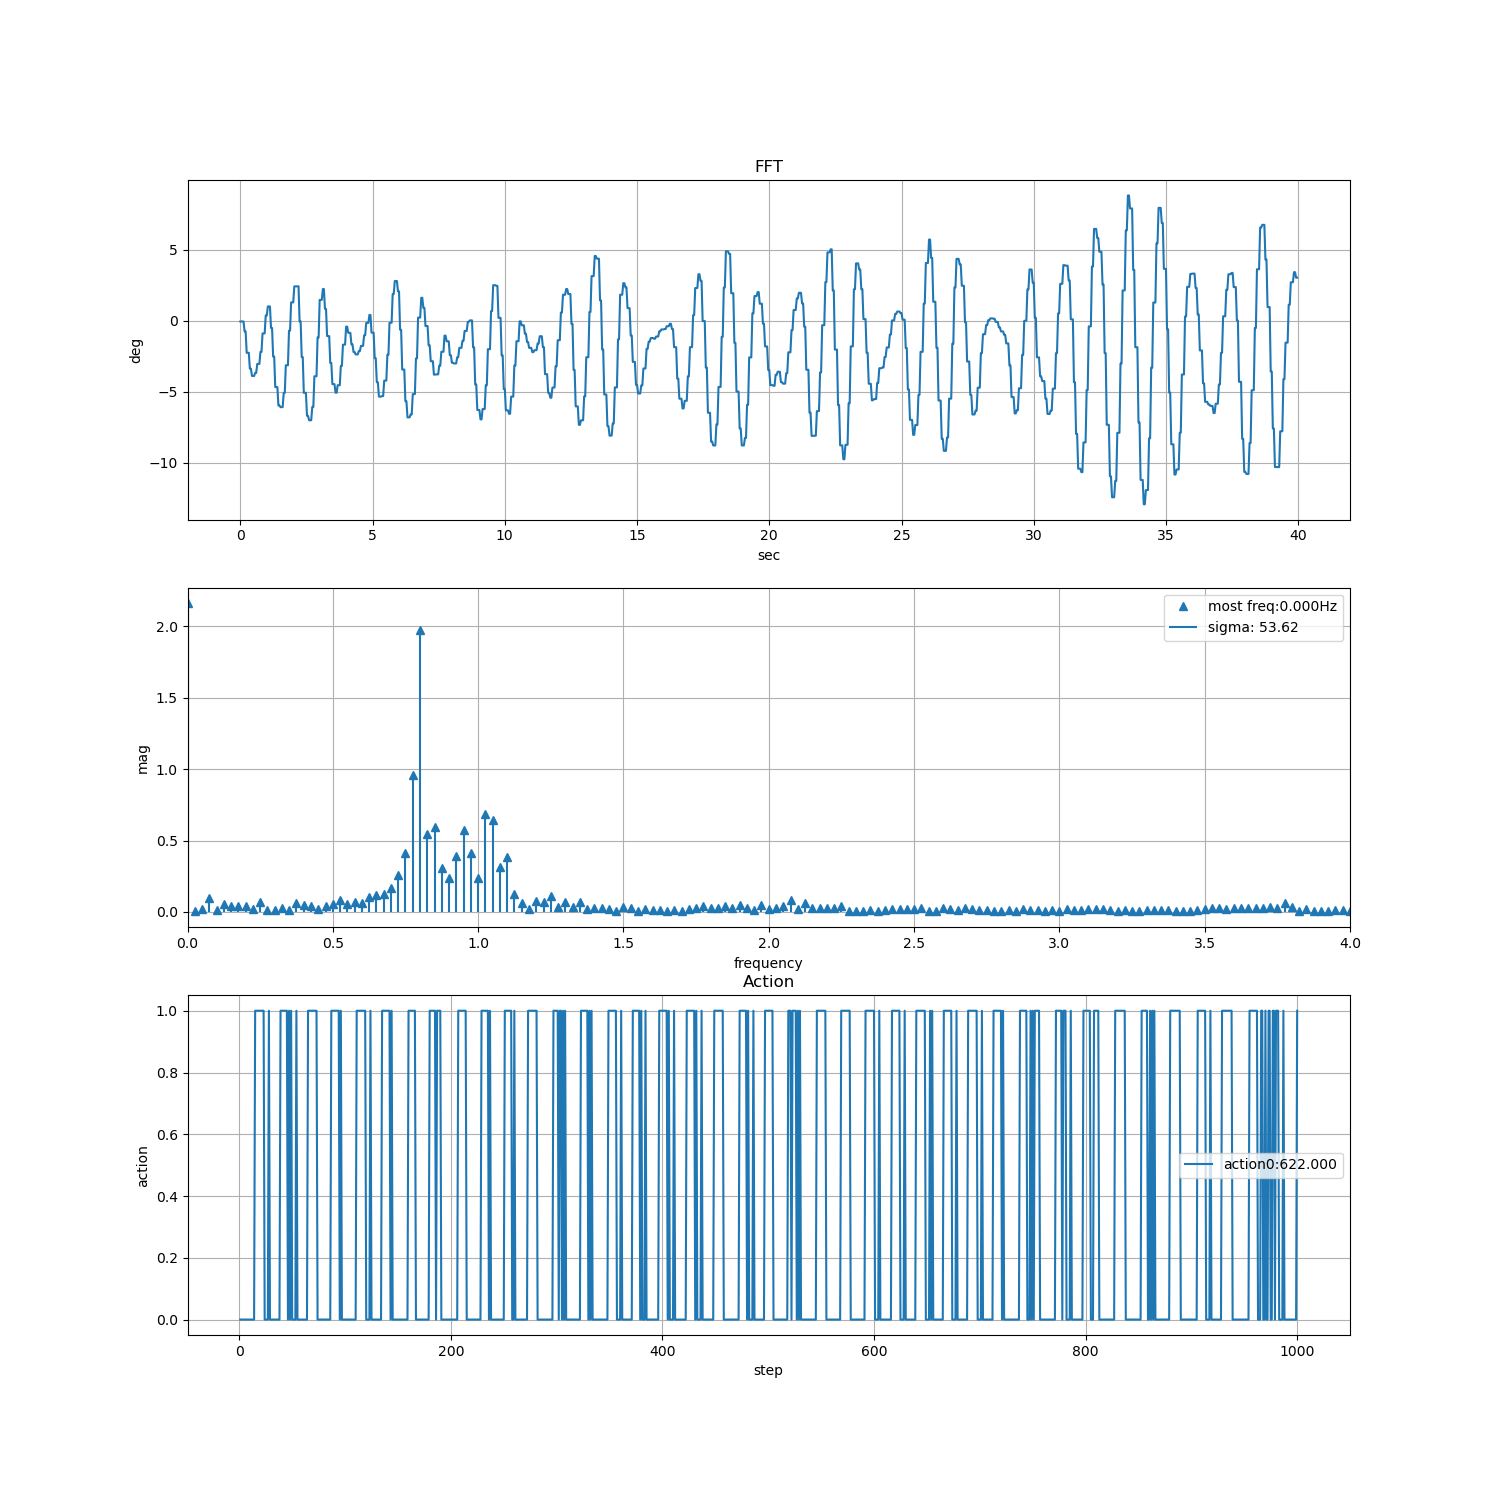 FFT
5
0
−5
−10
deg
0 5 10 15 20 25 30 35 40
sec
most freq:0.000Hz
sigma: 53.62
2.0
1.5
1.0
0.5
0.0
mag
0.0 0.5 1.0 1.5 2.0 2.5 3.0 3.5 4.0
frequency
Action
1.0
0.8
0.6
0.4
0.2
0.0
action
action0:622.000
0 200 400 600 800 1000
step